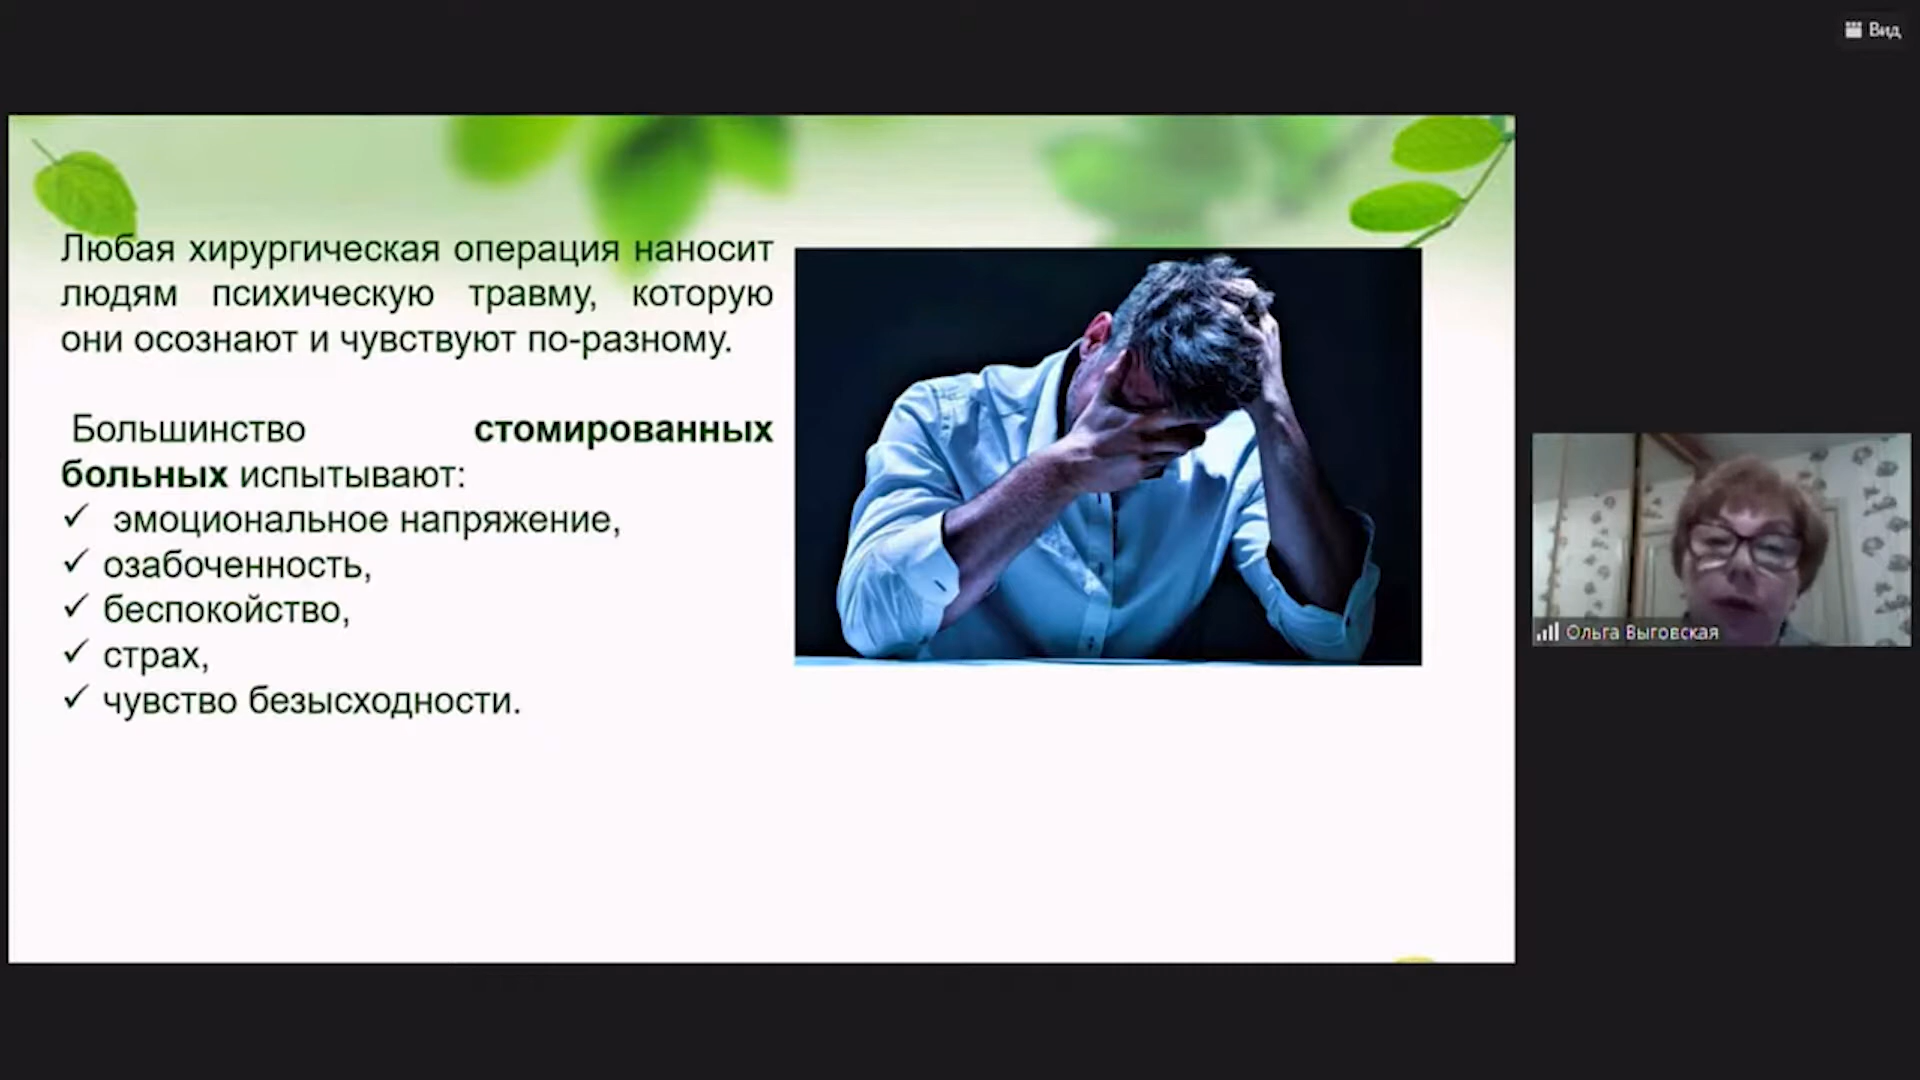 Вид
Любая хирургическая операция наносит
людям психическую травму, которую
они осознают и чувствуют по-разному.
Большинство стомированных
больных испытывают:
✓ эмоциональное напряжение,
✓ озабоченность,
✓ беспокойство,
✓ страх,
✓ чувство безысходности.
Ольга Выговская